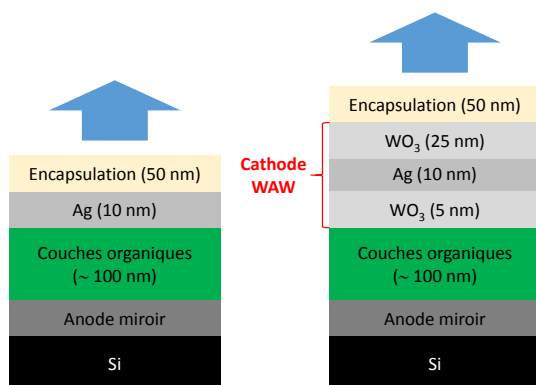 Encapsulation (50 nm)
Ag (10 nm)
Couches organiques
(~ 100 nm)
Anode miroir
Si
Cathode
WAW
Encapsulation (50 nm)
WO₃ (25 nm)
Ag (10 nm)
WO₃ (5 nm)
Couches organiques
(~ 100 nm)
Anode miroir
Si